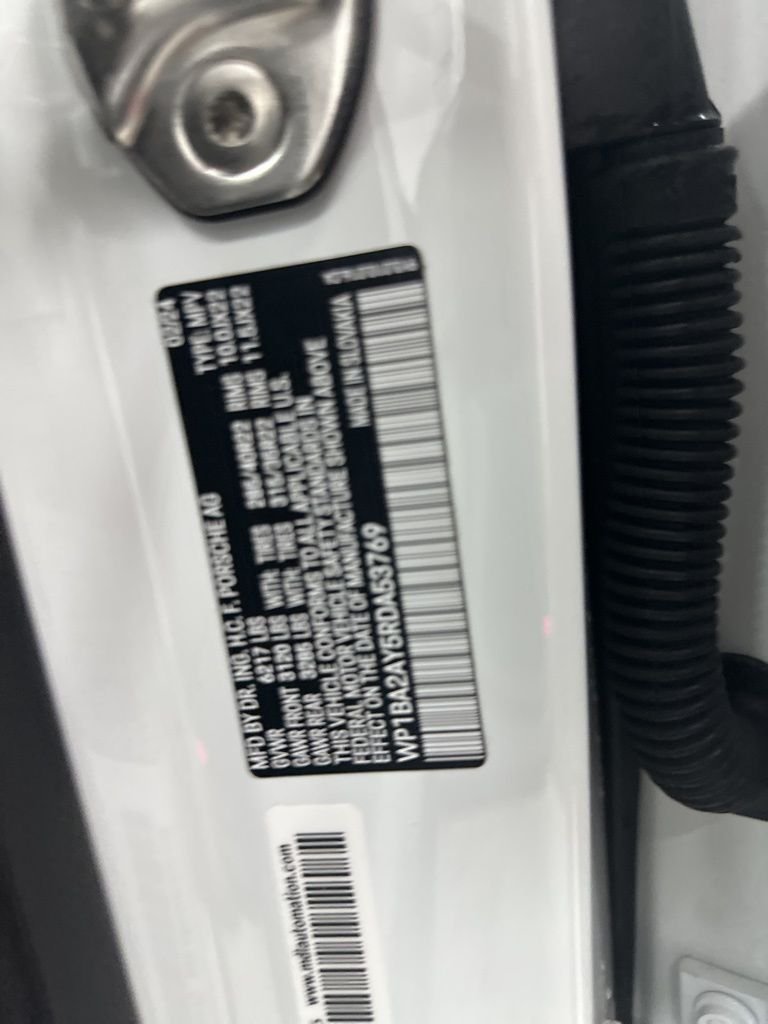 MFD BY DR. ING. H.C. F. PORSCHE AG 02/24
GVWR 6217 LBS TYPE: MPV
GAWR FRONT 3120 LBS WITH TIRES 285/40R22 RIMS 10.0JX22
GAWR REAR LBS WITH TIRES 315/35R22 RIMS 11.5JX22
THIS VEHICLE CONFORMS TO ALL APPLICABLE U.S.
FEDERAL MOTOR VEHICLE SAFETY STANDARDS IN
EFFECT ON THE DATE OF MANUFACTURE SHOWN ABOVE
WP1BA2AY5RDA53769 MADE IN SLOVAKIA
www.mdlautomation.com